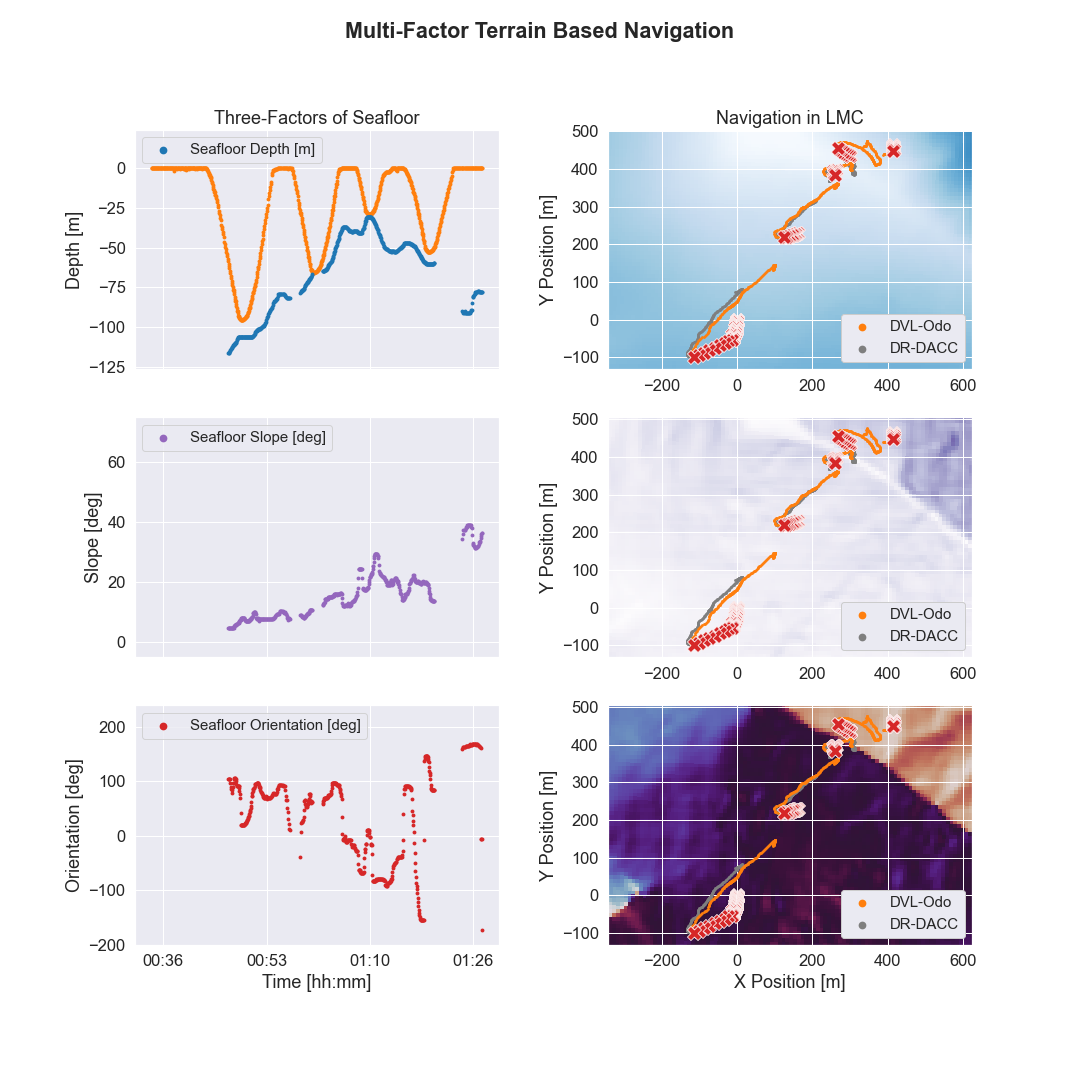 Multi-Factor Terrain Based Navigation
Three-Factors of Seafloor
Seafloor Depth [m]
0
−25
−50
−75
−100
−125
Depth [m]
Navigation in LMC
500
400
300
200
100
0
−100
Y Position [m]
DVL-Odo
DR-DACC
−200
0
200
400
600
Seafloor Slope [deg]
60
40
20
0
Slope [deg]
500
400
300
200
100
0
−100
Y Position [m]
DVL-Odo
DR-DACC
−200
0
200
400
600
Seafloor Orientation [deg]
200
100
0
−100
−200
Orientation [deg]
00:36
00:53
01:10
01:26
Time [hh:mm]
500
400
300
200
100
0
−100
Y Position [m]
DVL-Odo
DR-DACC
−200
0
200
400
600
X Position [m]